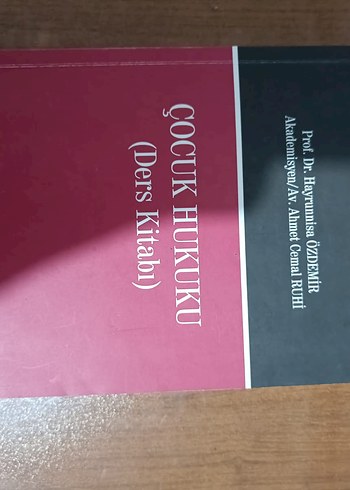 Prof. Dr. Hayrunnisa ÖZDEMİR
Akademisyen/Av. Ahmet Cemal RUHİ
ÇOCUK HUKUKU
(Ders Kitabı)